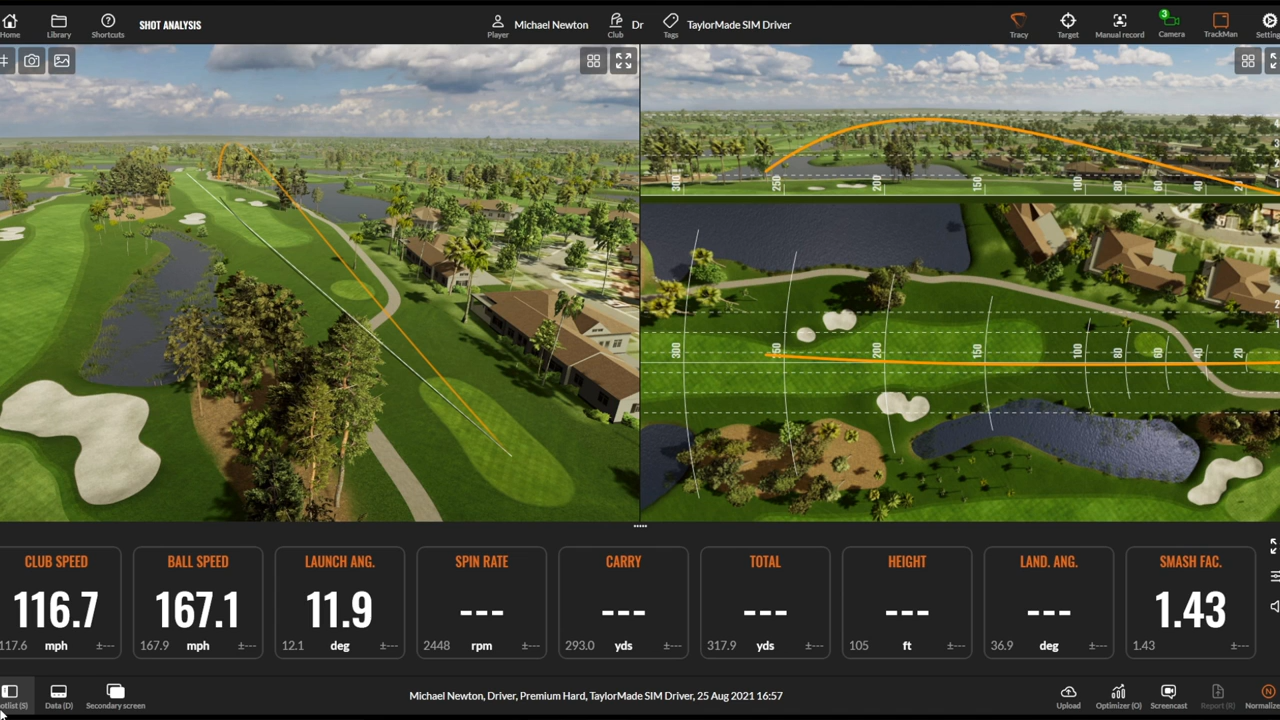 Home
Library
Shortcuts
SHOT ANALYSIS
Player
Michael Newton
Club
Dr
Tags
TaylorMade SIM Driver
Tracy
Target
Manual record
3
Camera
TrackMan
Setting
300
250
200
150
100
80
60
40
20
300
250
200
150
100
80
60
40
20
CLUB SPEED
116.7
117.6 mph ±---
BALL SPEED
167.1
167.9 mph ±---
LAUNCH ANG.
11.9
12.1 deg ±---
SPIN RATE
---
2448 rpm ±---
CARRY
---
293.0 yds ±---
TOTAL
---
317.9 yds ±---
HEIGHT
---
105 ft ±---
LAND. ANG.
---
36.9 deg ±---
SMASH FAC.
1.43
1.43 ±---
otlist (S)
Data (D)
Secondary screen
Michael Newton, Driver, Premium Hard, TaylorMade SIM Driver, 25 Aug 2021 16:57
Upload
Optimizer (O)
Screencast
Report (R)
N
Normalize